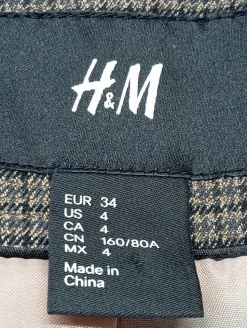 H&M
EUR 34
US 4
CA 4
CN 160/80A
MX 4
Made in
China